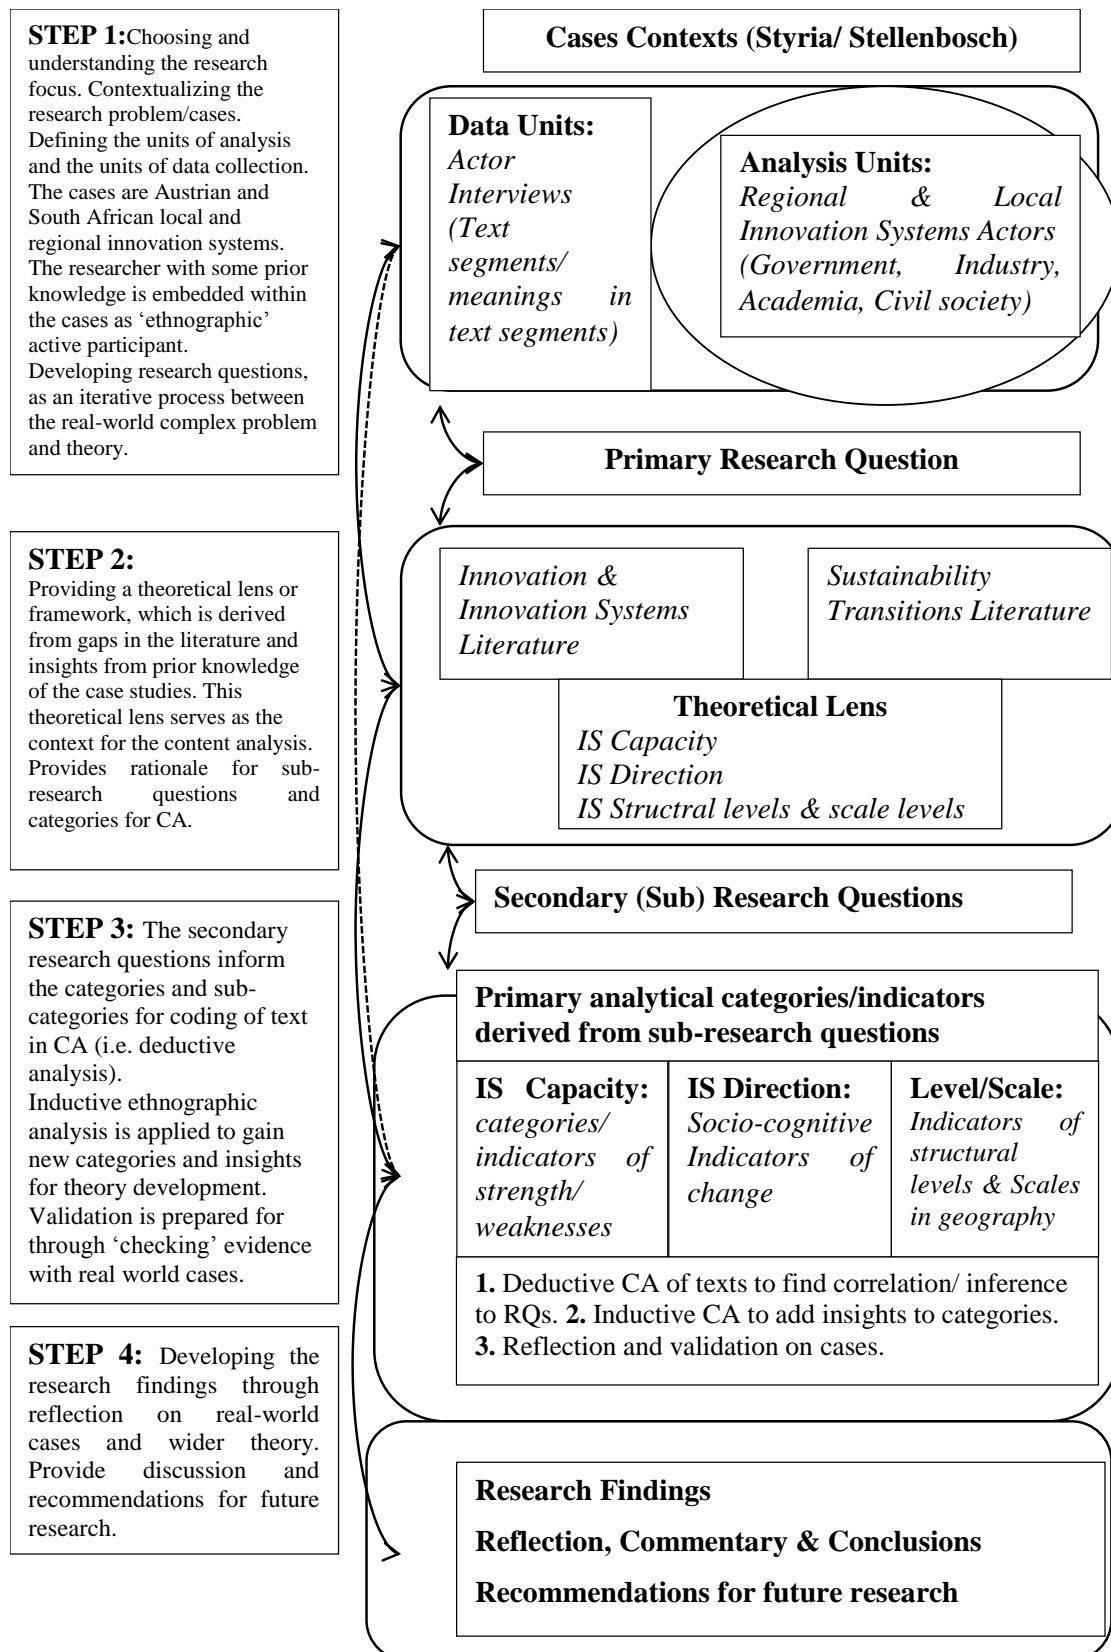 STEP 1:Choosing and
understanding the research
focus. Contextualizing the
research problem/cases.
Defining the units of analysis
and the units of data collection.
The cases are Austrian and
South African local and
regional innovation systems.
The researcher with some prior
knowledge is embedded within
the cases as ‘ethnographic’
active participant.
Developing research questions,
as an iterative process between
the real-world complex problem
and theory.
Cases Contexts (Styria/ Stellenbosch)
Data Units:
Actor
Interviews
(Text
segments/
meanings in
text segments)
Analysis Units:
Regional & Local
Innovation Systems Actors
(Government, Industry,
Academia, Civil society)
Primary Research Question
STEP 2:
Providing a theoretical lens or
framework, which is derived
from gaps in the literature and
insights from prior knowledge
of the case studies. This
theoretical lens serves as the
context for the content analysis.
Provides rationale for sub-
research questions and
categories for CA.
Innovation &
Innovation Systems
Literature
Sustainability
Transitions Literature
Theoretical Lens
IS Capacity
IS Direction
IS Structral levels & scale levels
Secondary (Sub) Research Questions
STEP 3: The secondary
research questions inform
the categories and sub-
categories for coding of text
in CA (i.e. deductive
analysis).
Inductive ethnographic
analysis is applied to gain
new categories and insights
for theory development.
Validation is prepared for
through ‘checking’ evidence
with real world cases.
Primary analytical categories/indicators
derived from sub-research questions
IS Capacity:
categories/
indicators of
strength/
weaknesses
IS Direction:
Socio-cognitive
Indicators of
change
Level/Scale:
Indicators of
structural
levels & Scales
in geography
1. Deductive CA of texts to find correlation/ inference
to RQs. 2. Inductive CA to add insights to categories.
3. Reflection and validation on cases.
STEP 4: Developing the
research findings through
reflection on real-world
cases and wider theory.
Provide discussion and
recommendations for future
research.
Research Findings
Reflection, Commentary & Conclusions
Recommendations for future research